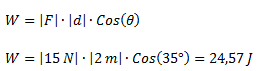 W = |F| · |d| · Cos(θ)
W = |15 N| · |2 m| · Cos(35°) = 24,57 J